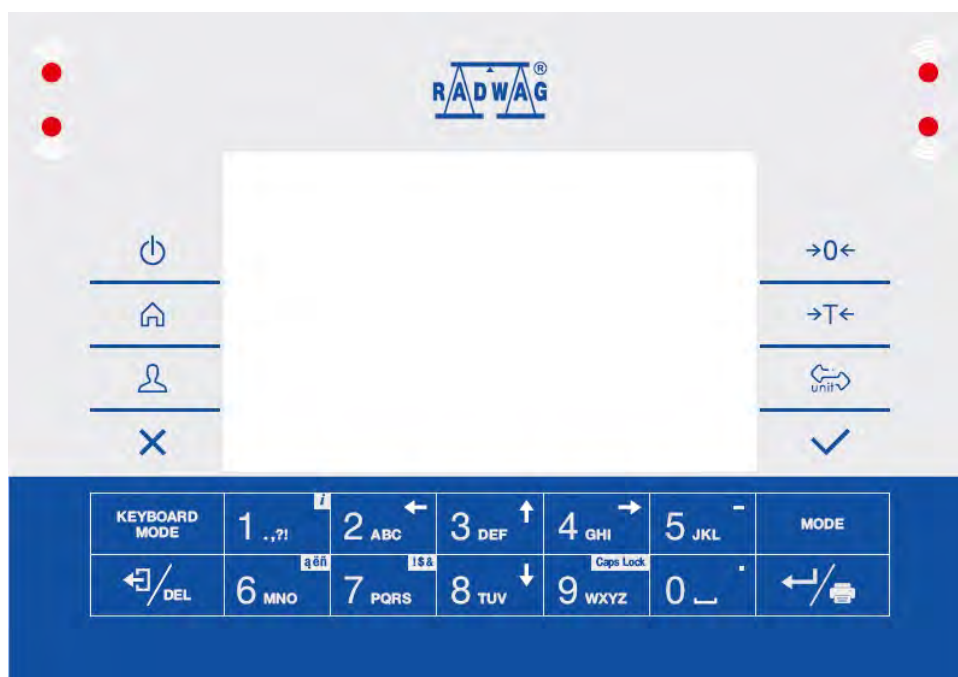 RADWAG®
→0←
→T←
unit
KEYBOARD
MODE
1 .,?!
i
2 ABC
←
3 DEF
↑
4 GHI
→
5 JKL
-
MODE
/DEL
6 MNO
ąëñ
7 PQRS
!$&
8 TUV
↓
9 WXYZ
Caps Lock
0 ⎵
.